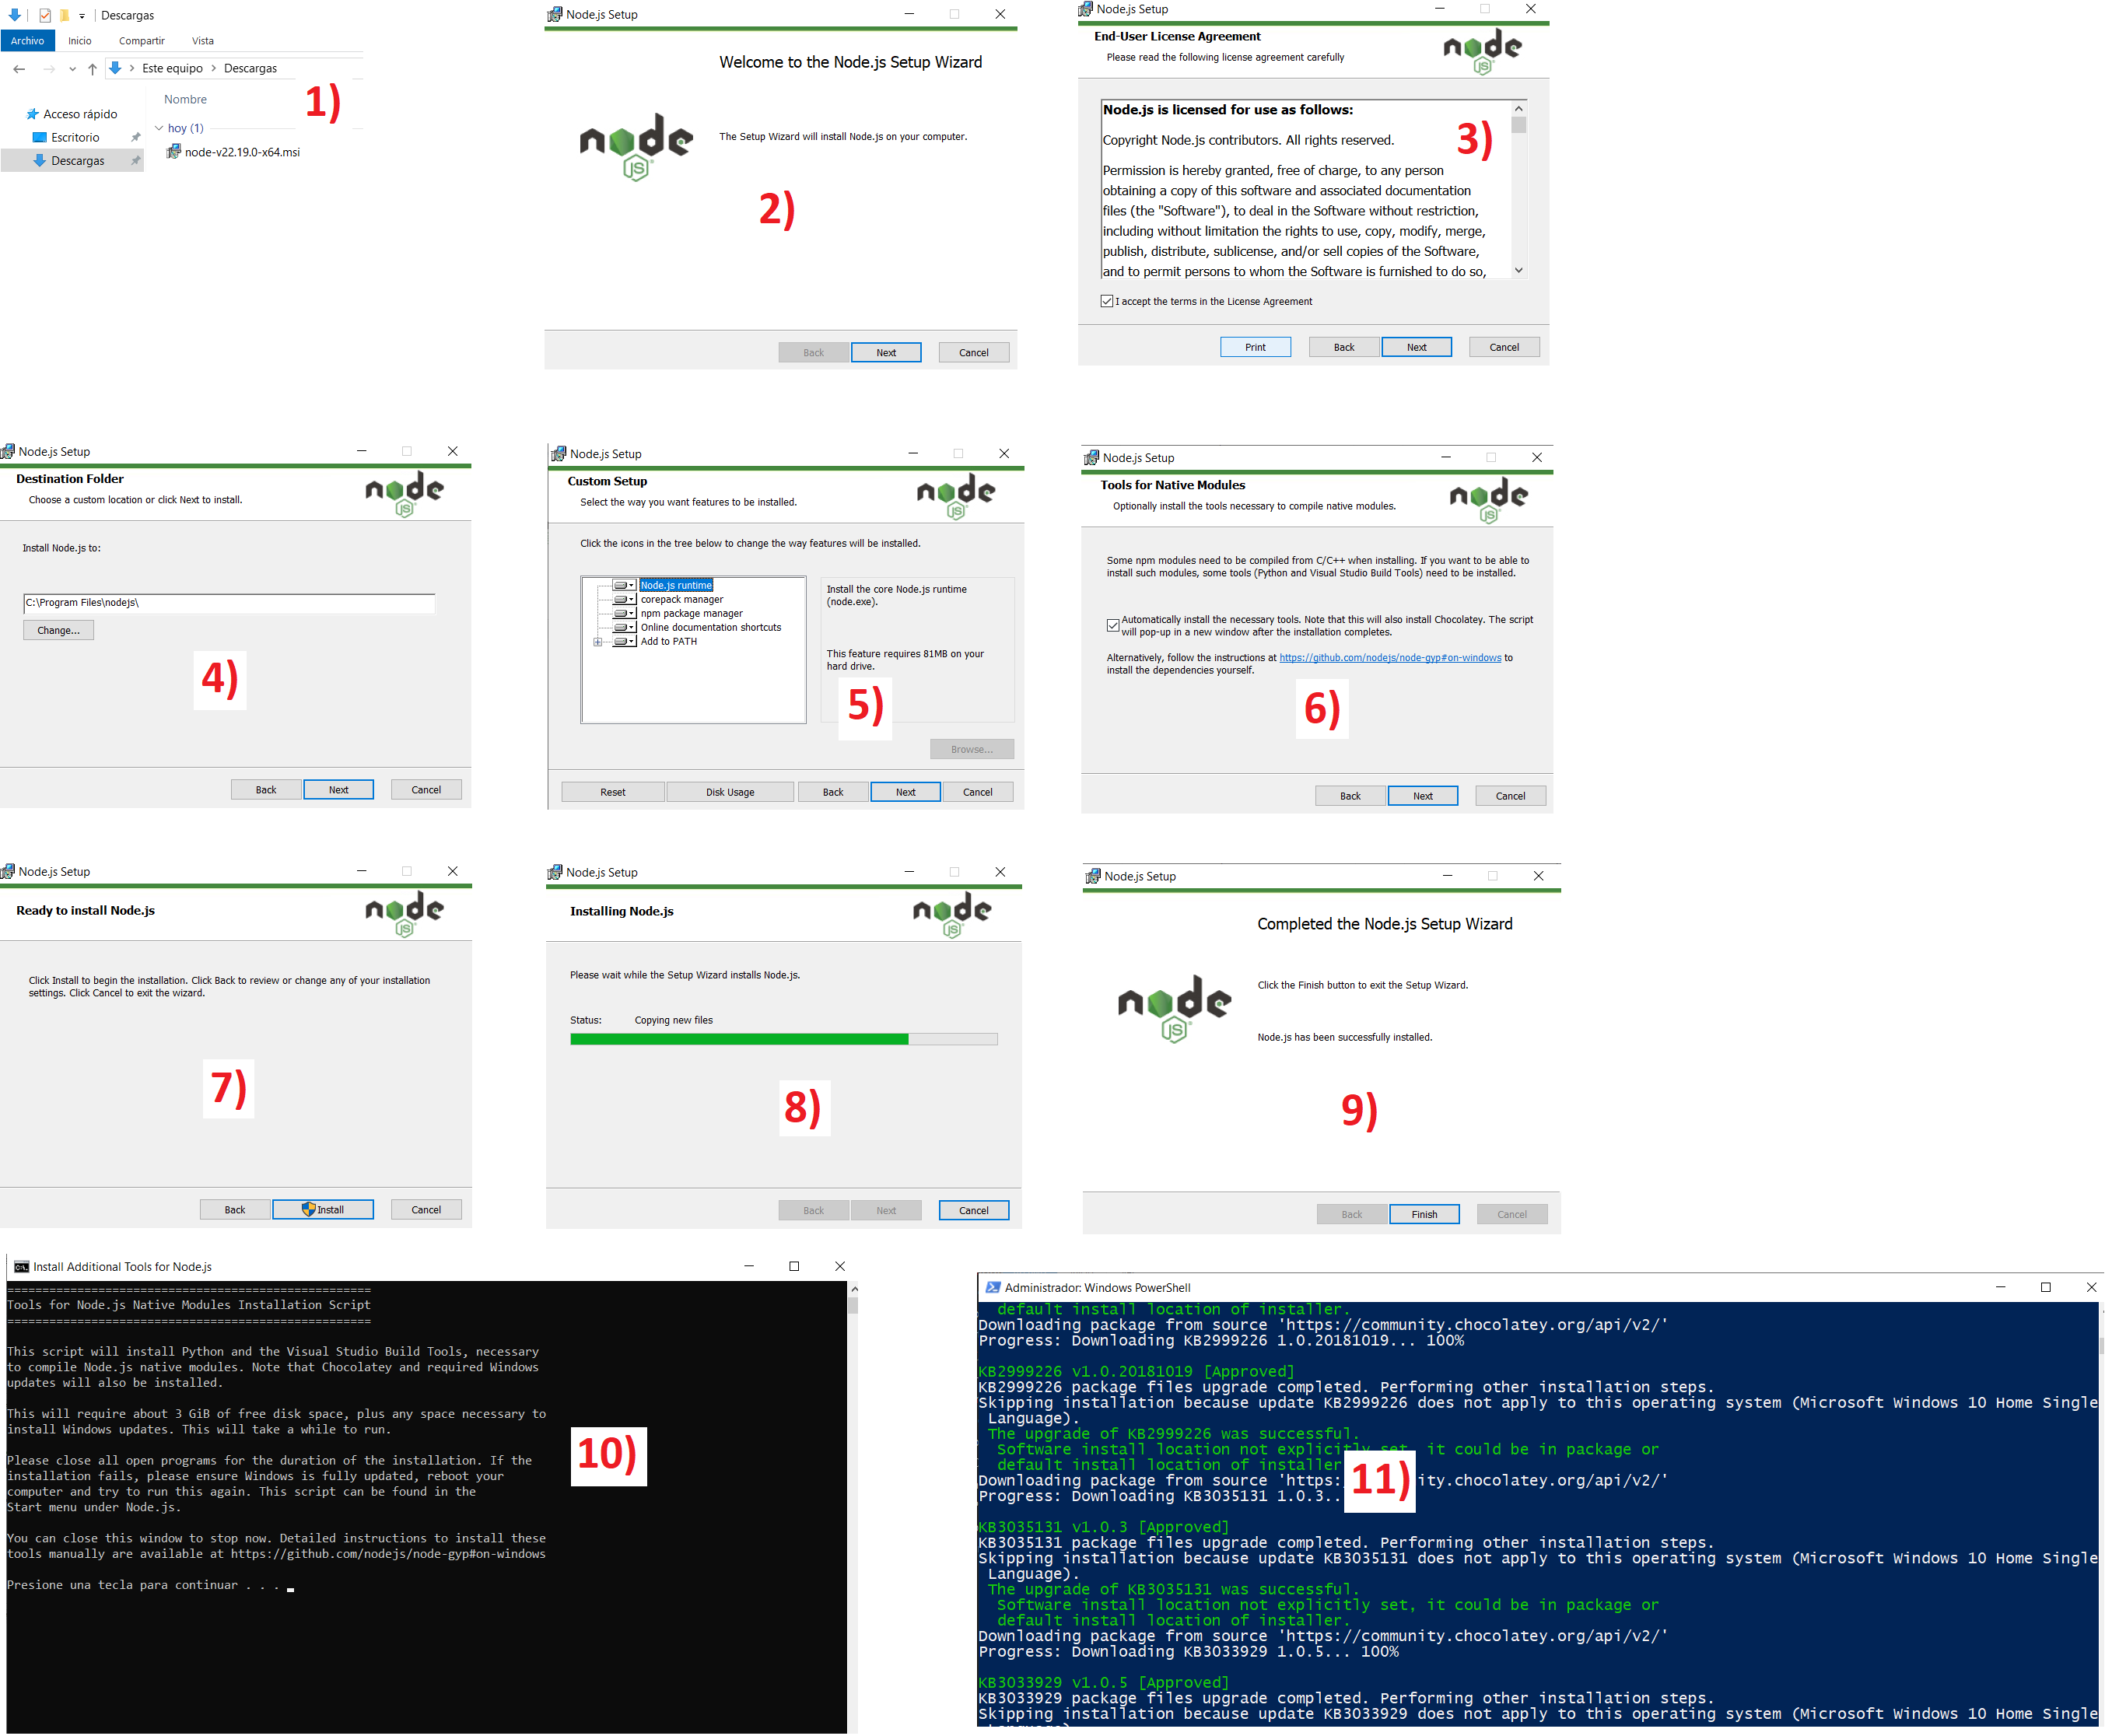 Descargas
Archivo Inicio Compartir Vista
Este equipo > Descargas
Nombre
1)
Acceso rápido
hoy (1)
Escritorio
node-v22.19.0-x64.msi
Descargas
Node.js Setup
Welcome to the Node.js Setup Wizard
node
JS
The Setup Wizard will install Node.js on your computer.
2)
Back Next Cancel
Node.js Setup
End-User License Agreement
Please read the following license agreement carefully
node
JS
Node.js is licensed for use as follows:
Copyright Node.js contributors. All rights reserved.
3)
Permission is hereby granted, free of charge, to any person
obtaining a copy of this software and associated documentation
files (the "Software"), to deal in the Software without restriction,
including without limitation the rights to use, copy, modify, merge,
publish, distribute, sublicense, and/or sell copies of the Software,
and to permit persons to whom the Software is furnished to do so,
I accept the terms in the License Agreement
Print Back Next Cancel
Node.js Setup
Destination Folder
Choose a custom location or click Next to install.
node
JS
Install Node.js to:
C:\Program Files\nodejs\
Change...
4)
Back Next Cancel
Node.js Setup
Custom Setup
Select the way you want features to be installed.
node
JS
Click the icons in the tree below to change the way features will be installed.
Node.js runtime
corepack manager
npm package manager
Online documentation shortcuts
Add to PATH
Install the core Node.js runtime
(node.exe).
This feature requires 81MB on your
hard drive.
5)
Browse...
Reset Disk Usage Back Next Cancel
Node.js Setup
Tools for Native Modules
Optionally install the tools necessary to compile native modules.
node
JS
Some npm modules need to be compiled from C/C++ when installing. If you want to be able to
install such modules, some tools (Python and Visual Studio Build Tools) need to be installed.
Automatically install the necessary tools. Note that this will also install Chocolatey. The script
will pop-up in a new window after the installation completes.
Alternatively, follow the instructions at https://github.com/nodejs/node-gyp#on-windows to
install the dependencies yourself.
6)
Back Next Cancel
Node.js Setup
Ready to install Node.js
node
JS
Click Install to begin the installation. Click Back to review or change any of your installation
settings. Click Cancel to exit the wizard.
7)
Back Install Cancel
Node.js Setup
Installing Node.js
node
JS
Please wait while the Setup Wizard installs Node.js.
Status: Copying new files
8)
Back Next Cancel
Node.js Setup
Completed the Node.js Setup Wizard
node
JS
Click the Finish button to exit the Setup Wizard.
Node.js has been successfully installed.
9)
Back Finish Cancel
Install Additional Tools for Node.js
====================================================
Tools for Node.js Native Modules Installation Script
====================================================
This script will install Python and the Visual Studio Build Tools, necessary
to compile Node.js native modules. Note that Chocolatey and required Windows
updates will also be installed.
This will require about 3 GiB of free disk space, plus any space necessary to
install Windows updates. This will take a while to run.
10)
Please close all open programs for the duration of the installation. If the
installation fails, please ensure Windows is fully updated, reboot your
computer and try to run this again. This script can be found in the
Start menu under Node.js.
You can close this window to stop now. Detailed instructions to install these
tools manually are available at https://github.com/nodejs/node-gyp#on-windows
Presione una tecla para continuar . . .
Administrador: Windows PowerShell
default install location of installer.
Downloading package from source 'https://community.chocolatey.org/api/v2/'
Progress: Downloading KB2999226 1.0.20181019... 100%
KB2999226 v1.0.20181019 [Approved]
KB2999226 package files upgrade completed. Performing other installation steps.
Skipping installation because update KB2999226 does not apply to this operating system (Microsoft Windows 10 Home Single
Language).
The upgrade of KB2999226 was successful.
Software install location not explicitly set, it could be in package or
default install location of installer
Downloading package from source 'https: ity.chocolatey.org/api/v2/'
11)
Progress: Downloading KB3035131 1.0.3..
KB3035131 v1.0.3 [Approved]
KB3035131 package files upgrade completed. Performing other installation steps.
Skipping installation because update KB3035131 does not apply to this operating system (Microsoft Windows 10 Home Single
Language).
The upgrade of KB3035131 was successful.
Software install location not explicitly set, it could be in package or
default install location of installer.
Downloading package from source 'https://community.chocolatey.org/api/v2/'
Progress: Downloading KB3033929 1.0.5... 100%
KB3033929 v1.0.5 [Approved]
KB3033929 package files upgrade completed. Performing other installation steps.
Skipping installation because update KB3033929 does not apply to this operating system (Microsoft Windows 10 Home Single